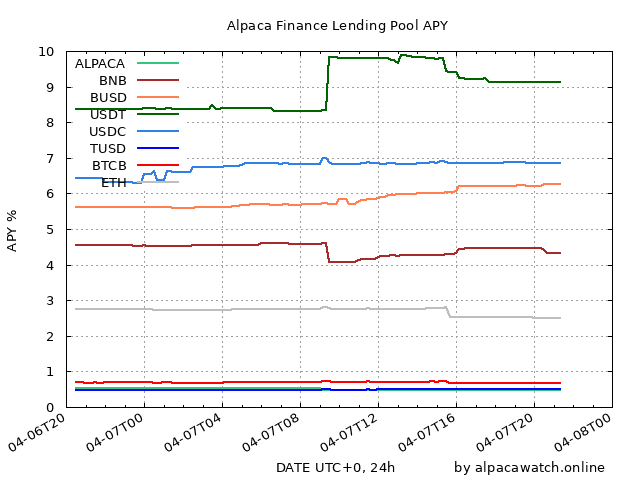 Alpaca Finance Lending Pool APY
10
9
8
7
6
5
4
3
2
1
0
APY %
ALPACA
BNB
BUSD
USDT
USDC
TUSD
BTCB
ETH
04-06T20
04-07T00
04-07T04
04-07T08
04-07T12
04-07T16
04-07T20
04-08T00
DATE UTC+0, 24h
by alpacawatch.online